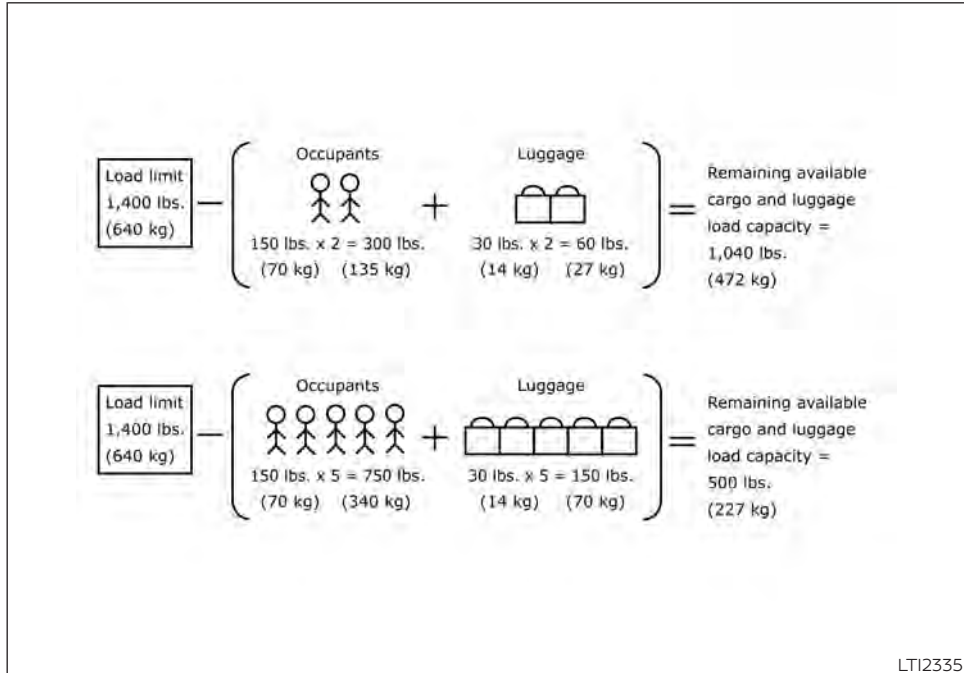 Load limit
1,400 lbs.
(640 kg)
Occupants
150 lbs. x 2 = 300 lbs.
(70 kg) (135 kg)
+
Luggage
30 lbs. x 2 = 60 lbs.
(14 kg) (27 kg)
=
Remaining available
cargo and luggage
load capacity =
1,040 lbs.
(472 kg)
Load limit
1,400 lbs.
(640 kg)
Occupants
150 lbs. x 5 = 750 lbs.
(70 kg) (340 kg)
+
Luggage
30 lbs. x 5 = 150 lbs.
(14 kg) (70 kg)
=
Remaining available
cargo and luggage
load capacity =
500 lbs.
(227 kg)
LTI2335